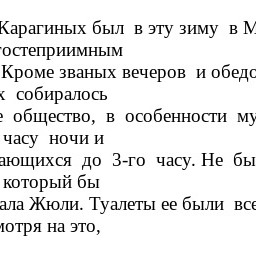 Карагиных был в эту зиму в М
гостеприимным
Кроме званых вечеров и обедо
х собиралось
е общество, в особенности му
часу ночи и
ающихся до 3-го часу. Не бы
который бы
ала Жюли. Туалеты ее были все
мотря на это,